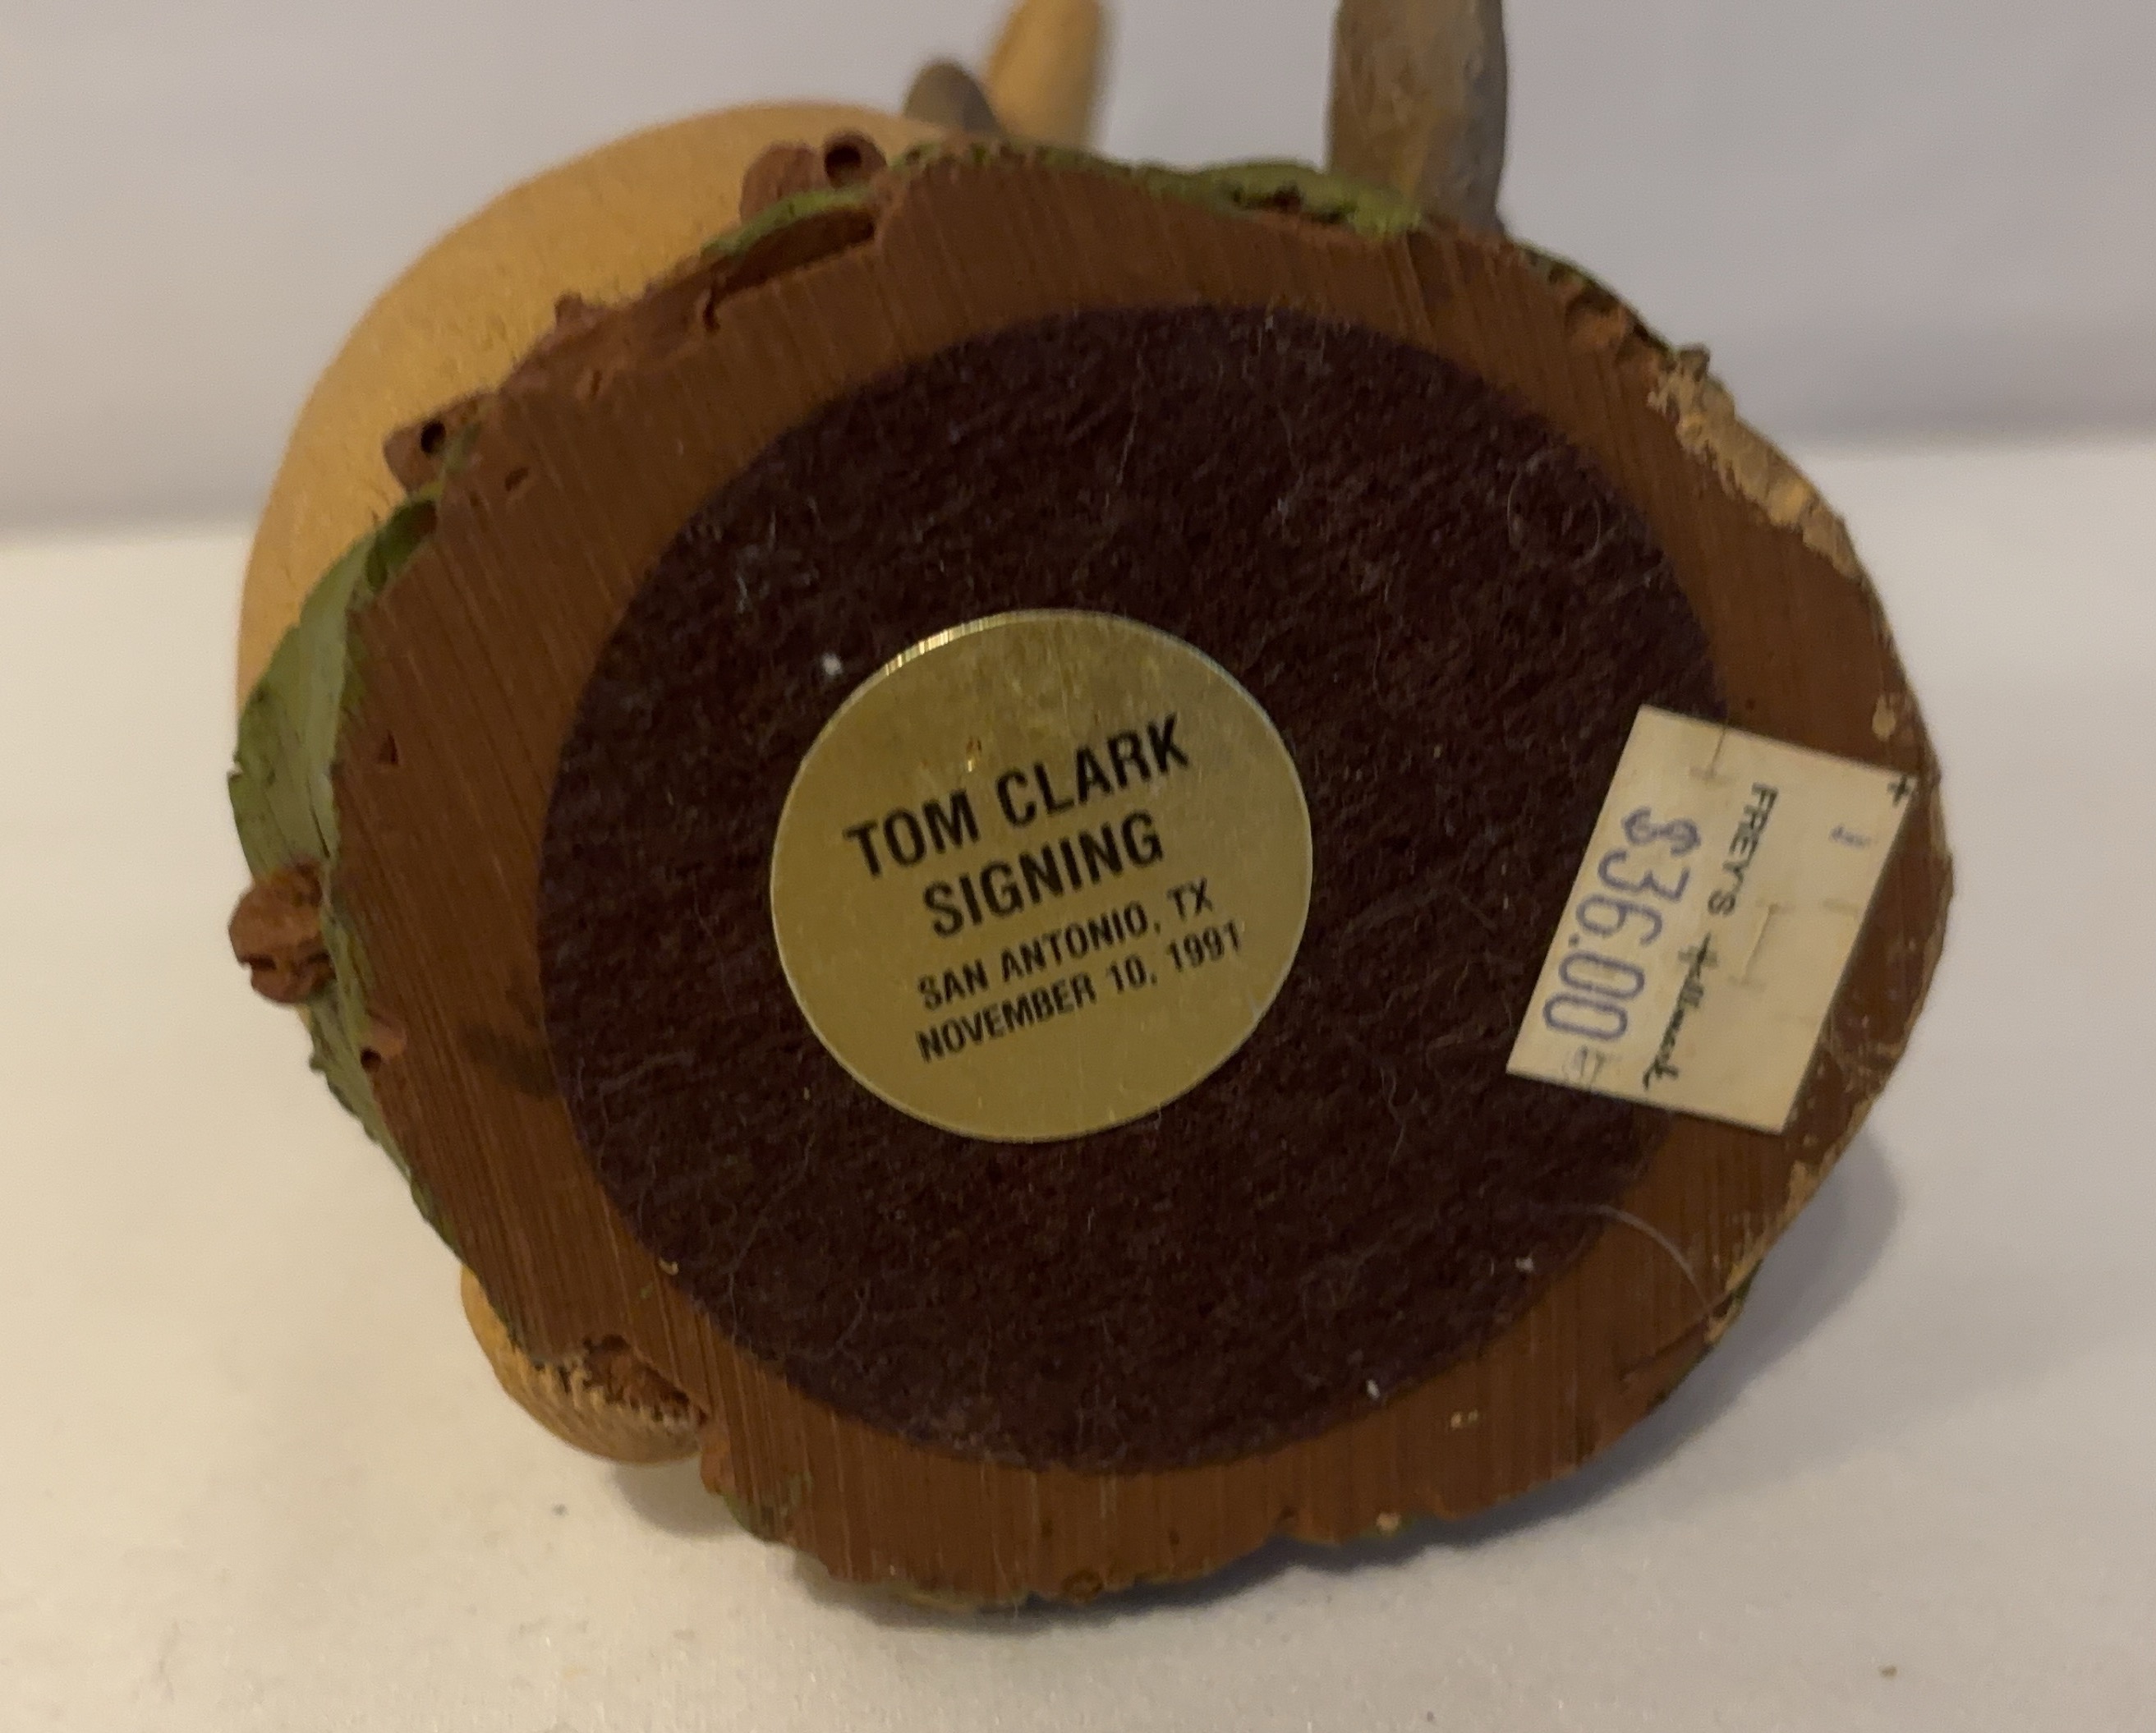 TOM CLARK
SIGNING
SAN ANTONIO, TX
NOVEMBER 10, 1991
FREY'S Hallmark
$36.00